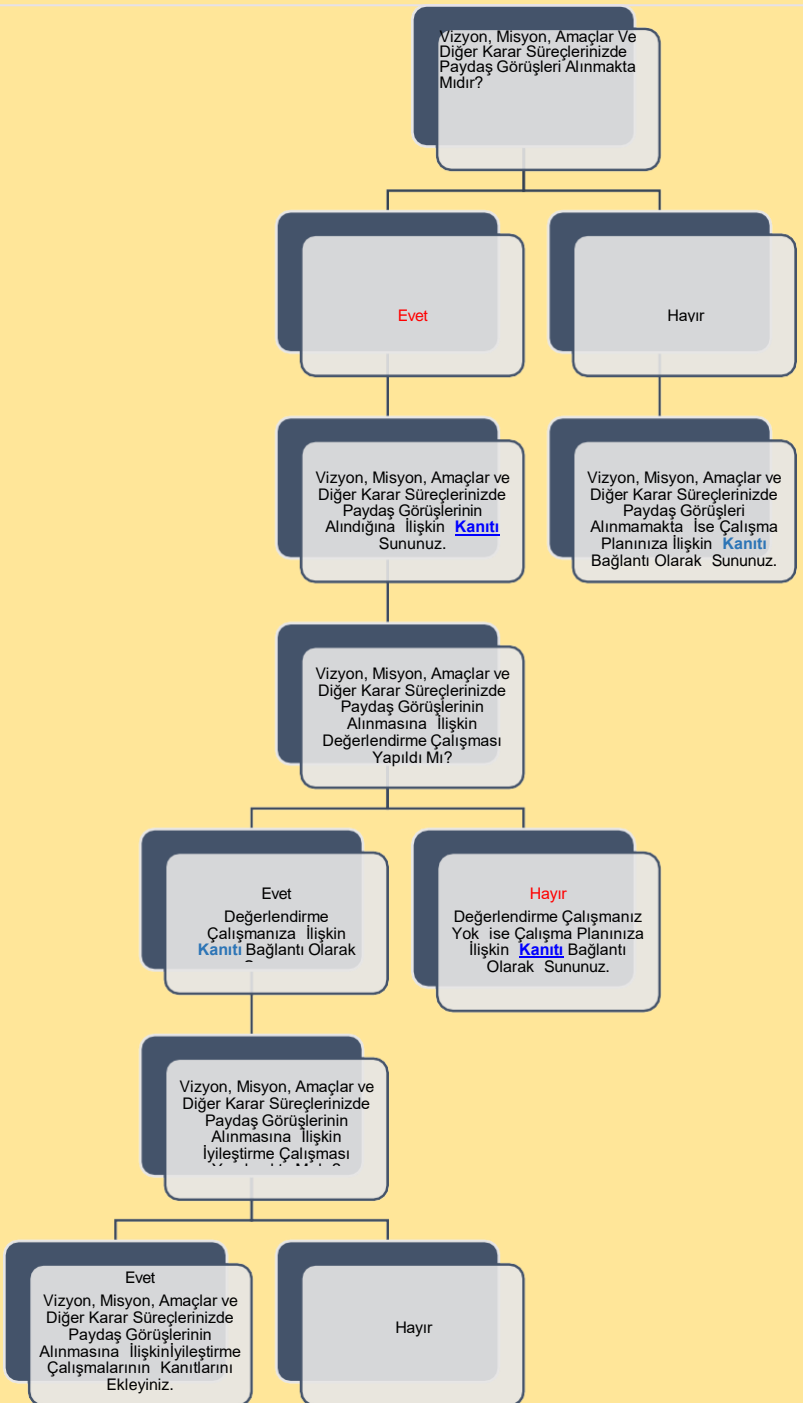 Vizyon, Misyon, Amaçlar Ve
Diğer Karar Süreçlerinizde
Paydaş Görüşleri Alınmakta
Mıdır?
Evet
Hayır
Vizyon, Misyon, Amaçlar ve
Diğer Karar Süreçlerinizde
Paydaş Görüşlerinin
Alındığına İlişkin Kanıtı
Sununuz.
Vizyon, Misyon, Amaçlar ve
Diğer Karar Süreçlerinizde
Paydaş Görüşleri
Alınmamakta İse Çalışma
Planınıza İlişkin Kanıtı
Bağlantı Olarak Sununuz.
Vizyon, Misyon, Amaçlar ve
Diğer Karar Süreçlerinizde
Paydaş Görüşlerinin
Alınmasına İlişkin
Değerlendirme Çalışması
Yapıldı Mı?
Evet
Değerlendirme
Çalışmanıza İlişkin
Kanıtı Bağlantı Olarak
Hayır
Değerlendirme Çalışmanız
Yok ise Çalışma Planınıza
İlişkin Kanıtı Bağlantı
Olarak Sununuz.
Vizyon, Misyon, Amaçlar ve
Diğer Karar Süreçlerinizde
Paydaş Görüşlerinin
Alınmasına İlişkin
İyileştirme Çalışması
Evet
Vizyon, Misyon, Amaçlar ve
Diğer Karar Süreçlerinizde
Paydaş Görüşlerinin
Alınmasına İlişkinİyileştirme
Çalışmalarının Kanıtlarını
Ekleyiniz.
Hayır